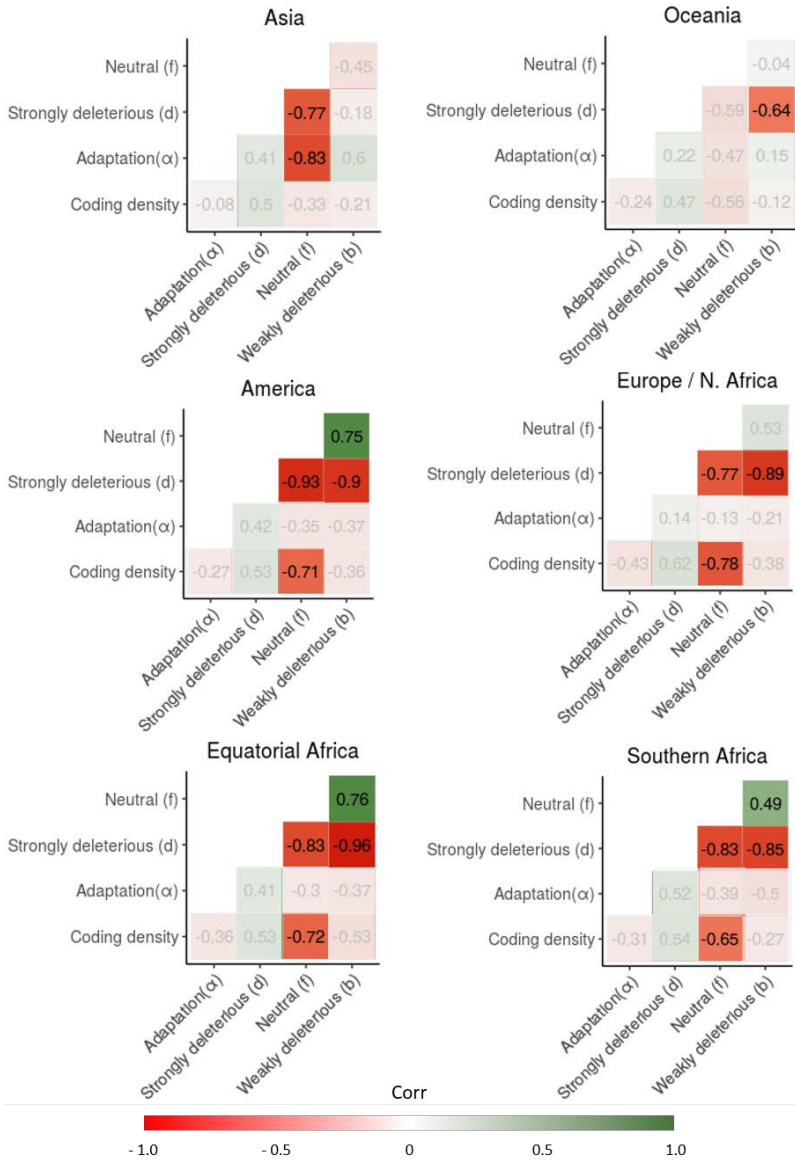 Asia
Neutral (f) -0.45
Strongly deleterious (d) -0.77 -0.18
Adaptation(α) 0.41 -0.83 0.6
Coding density -0.08 0.5 -0.33 -0.21
Adaptation(α) Strongly deleterious (d) Neutral (f) Weakly deleterious (b)
Oceania
Neutral (f) -0.04
Strongly deleterious (d) -0.59 -0.64
Adaptation(α) 0.22 -0.47 0.15
Coding density -0.24 0.47 -0.56 -0.12
Adaptation(α) Strongly deleterious (d) Neutral (f) Weakly deleterious (b)
America
Neutral (f) 0.75
Strongly deleterious (d) -0.93 -0.9
Adaptation(α) 0.42 -0.35 -0.37
Coding density -0.27 0.53 -0.71 -0.36
Adaptation(α) Strongly deleterious (d) Neutral (f) Weakly deleterious (b)
Europe / N. Africa
Neutral (f) 0.53
Strongly deleterious (d) -0.77 -0.89
Adaptation(α) 0.14 -0.13 -0.21
Coding density -0.43 0.62 -0.78 -0.38
Adaptation(α) Strongly deleterious (d) Neutral (f) Weakly deleterious (b)
Equatorial Africa
Neutral (f) 0.76
Strongly deleterious (d) -0.83 -0.96
Adaptation(α) 0.41 -0.3 -0.37
Coding density -0.36 0.53 -0.72 -0.53
Adaptation(α) Strongly deleterious (d) Neutral (f) Weakly deleterious (b)
Southern Africa
Neutral (f) 0.49
Strongly deleterious (d) -0.83 -0.85
Adaptation(α) 0.52 -0.39 -0.5
Coding density -0.31 0.54 -0.65 -0.27
Adaptation(α) Strongly deleterious (d) Neutral (f) Weakly deleterious (b)
Corr
- 1.0 - 0.5 0 0.5 1.0